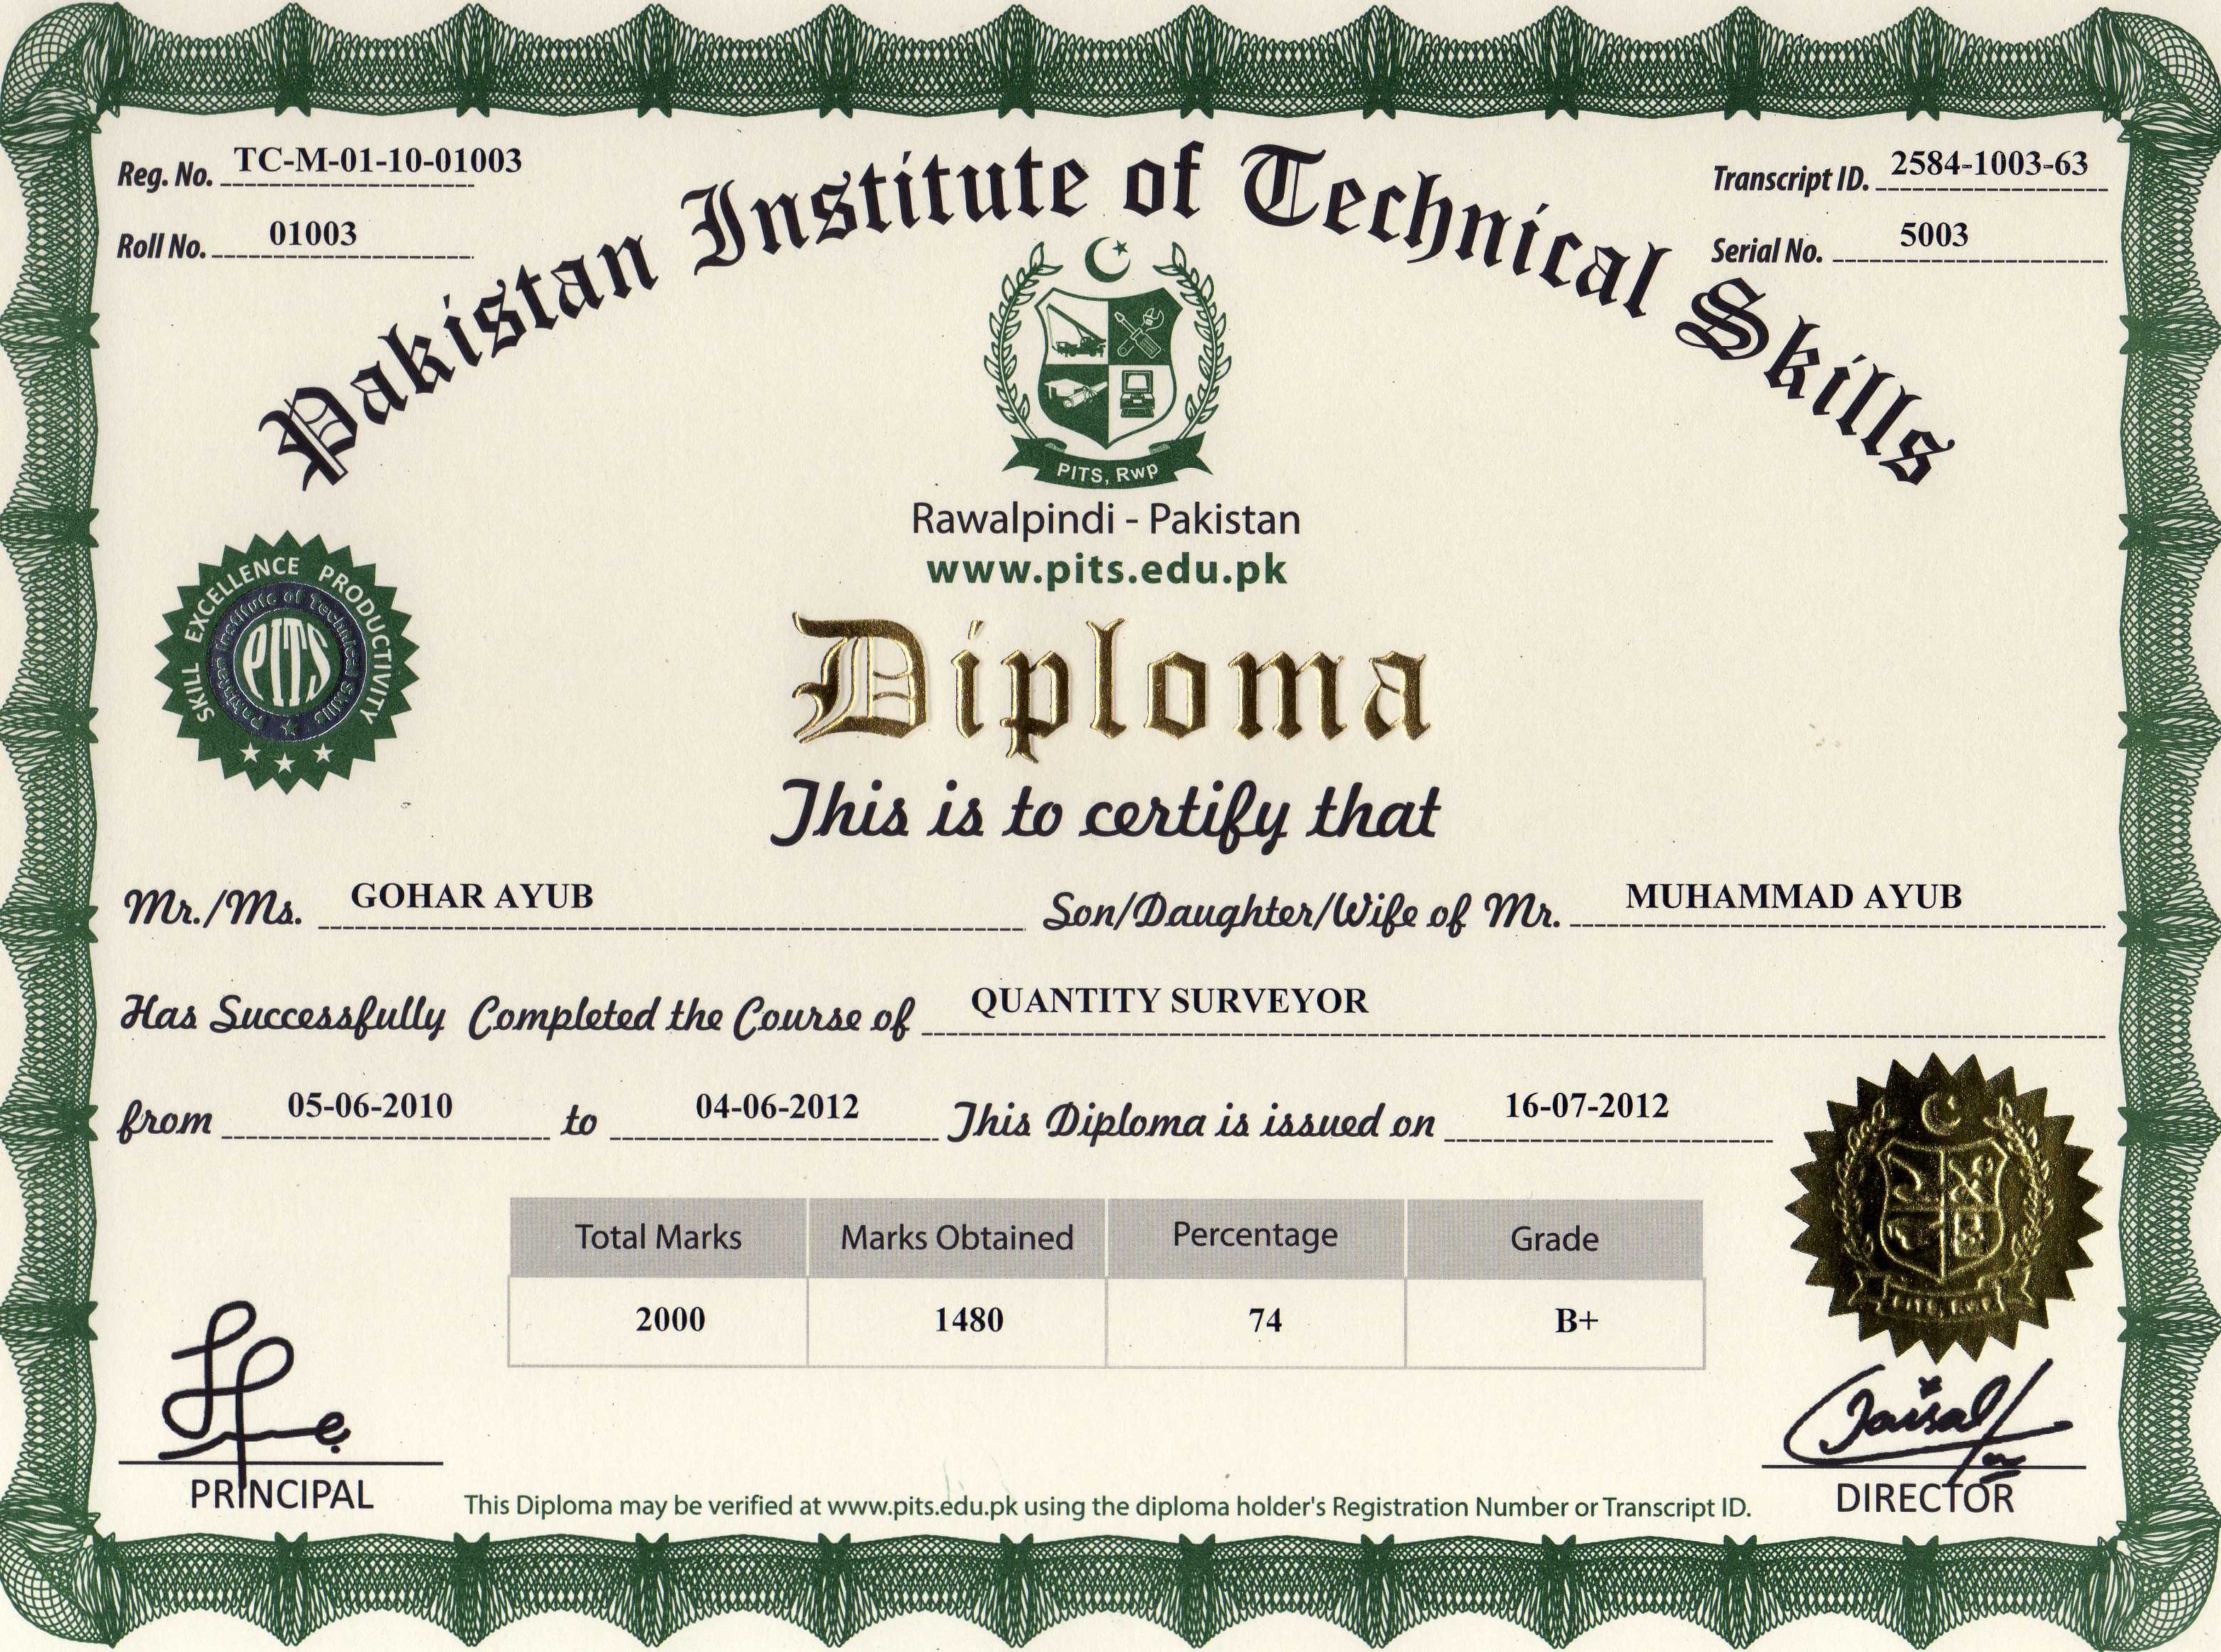 Reg. No. TC-M-01-10-01003
Roll No. 01003
Transcript ID. 2584-1003-63
Serial No. 5003
Pakistan Institute of Technical Skills
PITS, Rwp
Rawalpindi - Pakistan
www.pits.edu.pk
SKILL EXCELLENCE PRODUCTIVITY
Pakistan Institute of Technical Skills
PITS
Diploma
This is to certify that
Mr./Ms. GOHAR AYUB Son/Daughter/Wife of Mr. MUHAMMAD AYUB
Has Successfully Completed the Course of QUANTITY SURVEYOR
from 05-06-2010 to 04-06-2012 This Diploma is issued on 16-07-2012
Total Marks Marks Obtained Percentage Grade
2000 1480 74 B+
PITS, Rwp
Faisal
PRINCIPAL
DIRECTOR
This Diploma may be verified at www.pits.edu.pk using the diploma holder's Registration Number or Transcript ID.